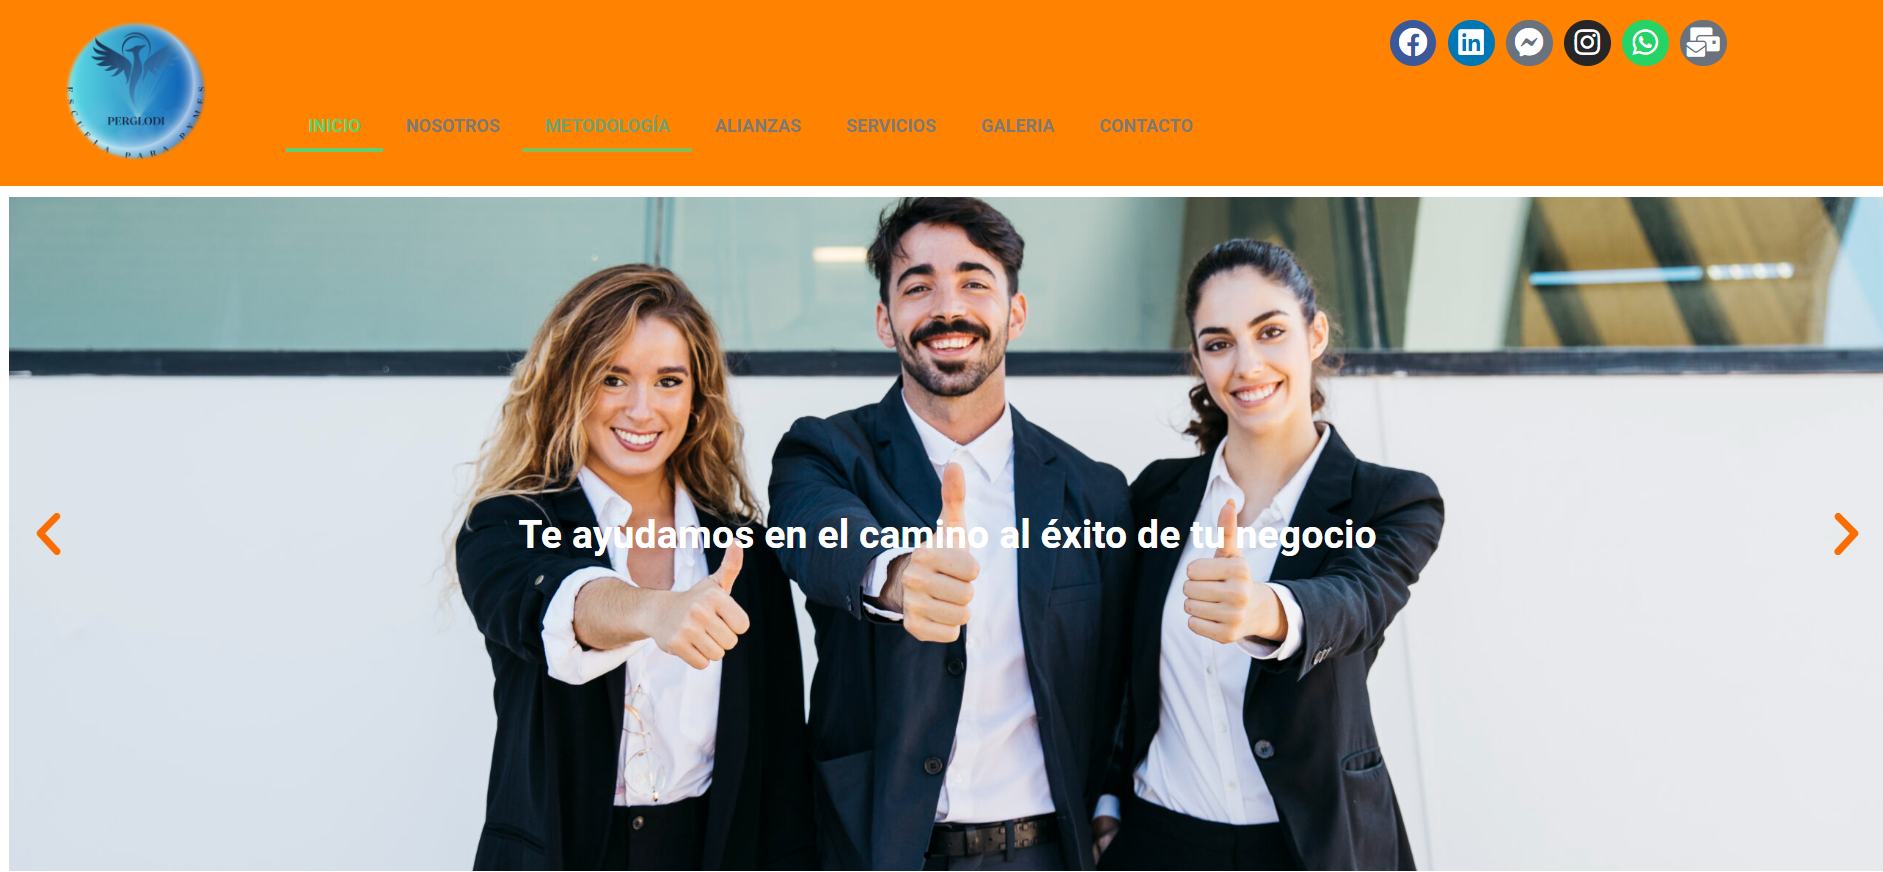 PERGLODI
ESCUELA PARA PYMES
INICIO NOSOTROS METODOLOGÍA ALIANZAS SERVICIOS GALERIA CONTACTO
Te ayudamos en el camino al éxito de tu negocio